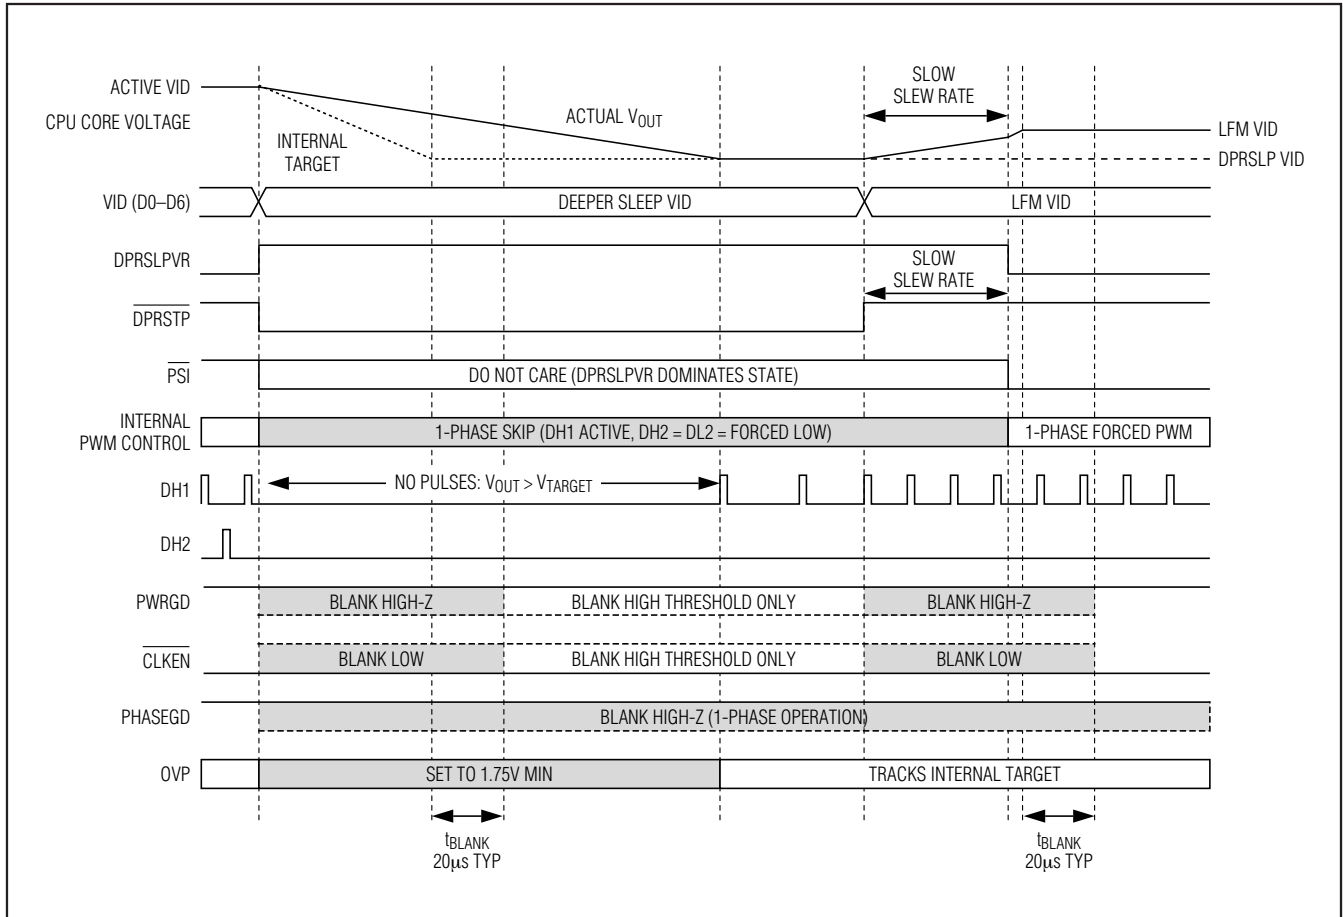 SLOW
SLEW RATE
ACTIVE VID
CPU CORE VOLTAGE
ACTUAL VOUT
INTERNAL
TARGET
LFM VID
DPRSLP VID
VID (D0–D6)
DEEPER SLEEP VID
LFM VID
DPRSLPVR
SLOW
SLEW RATE
DPRSTP
PSI
DO NOT CARE (DPRSLPVR DOMINATES STATE)
INTERNAL
PWM CONTROL
1-PHASE SKIP (DH1 ACTIVE, DH2 = DL2 = FORCED LOW)
1-PHASE FORCED PWM
DH1
NO PULSES: VOUT > VTARGET
DH2
PWRGD
BLANK HIGH-Z
BLANK HIGH THRESHOLD ONLY
BLANK HIGH-Z
CLKEN
BLANK LOW
BLANK HIGH THRESHOLD ONLY
BLANK LOW
PHASEGD
BLANK HIGH-Z (1-PHASE OPERATION)
OVP
SET TO 1.75V MIN
TRACKS INTERNAL TARGET
tBLANK
20μs TYP
tBLANK
20μs TYP